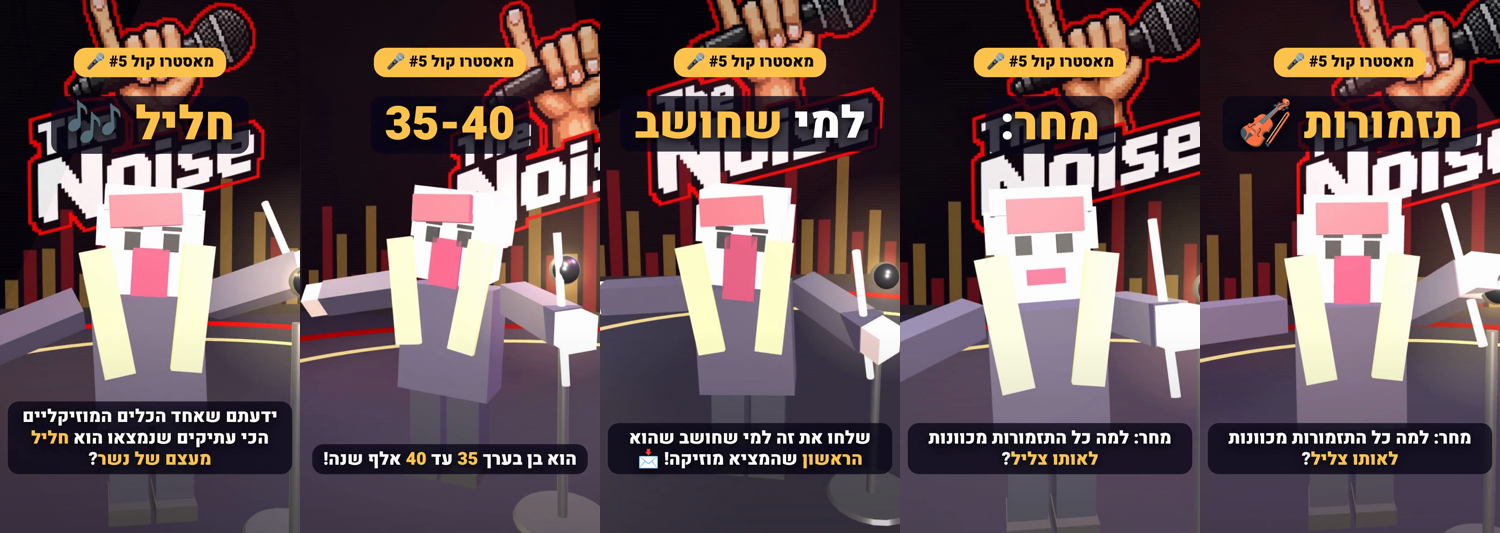 מאסטרו קול #5 🎤
חליל 🎶
The
Noise
ידעתם שאחד הכלים המוזיקליים
הכי עתיקים שנמצאו הוא חליל
מעצם של נשר?
מאסטרו קול #5 🎤
35-40
Nois
הוא בן בערך 35 עד 40 אלף שנה!
מאסטרו קול #5 🎤
למי שחושב
The
Noise
שלחו את זה למי שחושב שהוא
הראשון שהמציא מוזיקה! 📩
מאסטרו קול #5 🎤
מחר:
Noise
מחר: למה כל התזמורות מכוונות
לאותו צליל?
מאסטרו קול #5 🎤
תזמורות 🎻
Noise
מחר: למה כל התזמורות מכוונות
לאותו צליל?